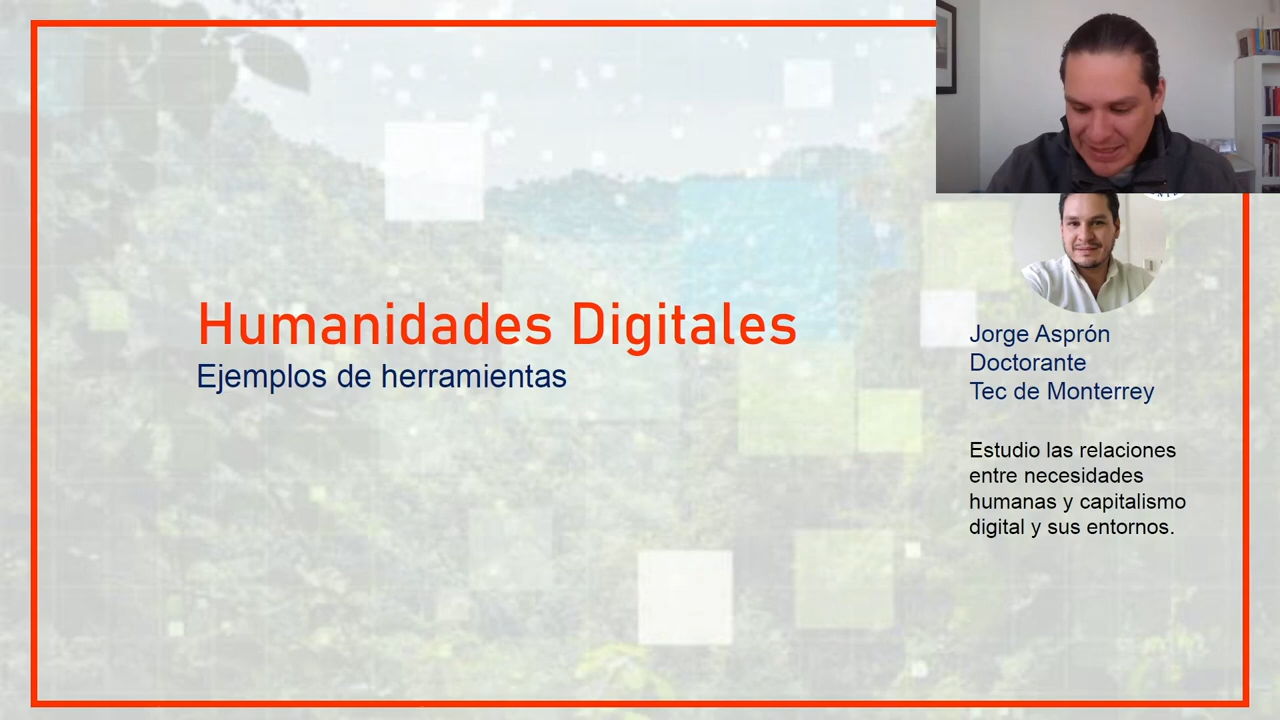 Humanidades Digitales
Ejemplos de herramientas
Jorge Asprón
Doctorante
Tec de Monterrey
Estudio las relaciones
entre necesidades
humanas y capitalismo
digital y sus entornos.